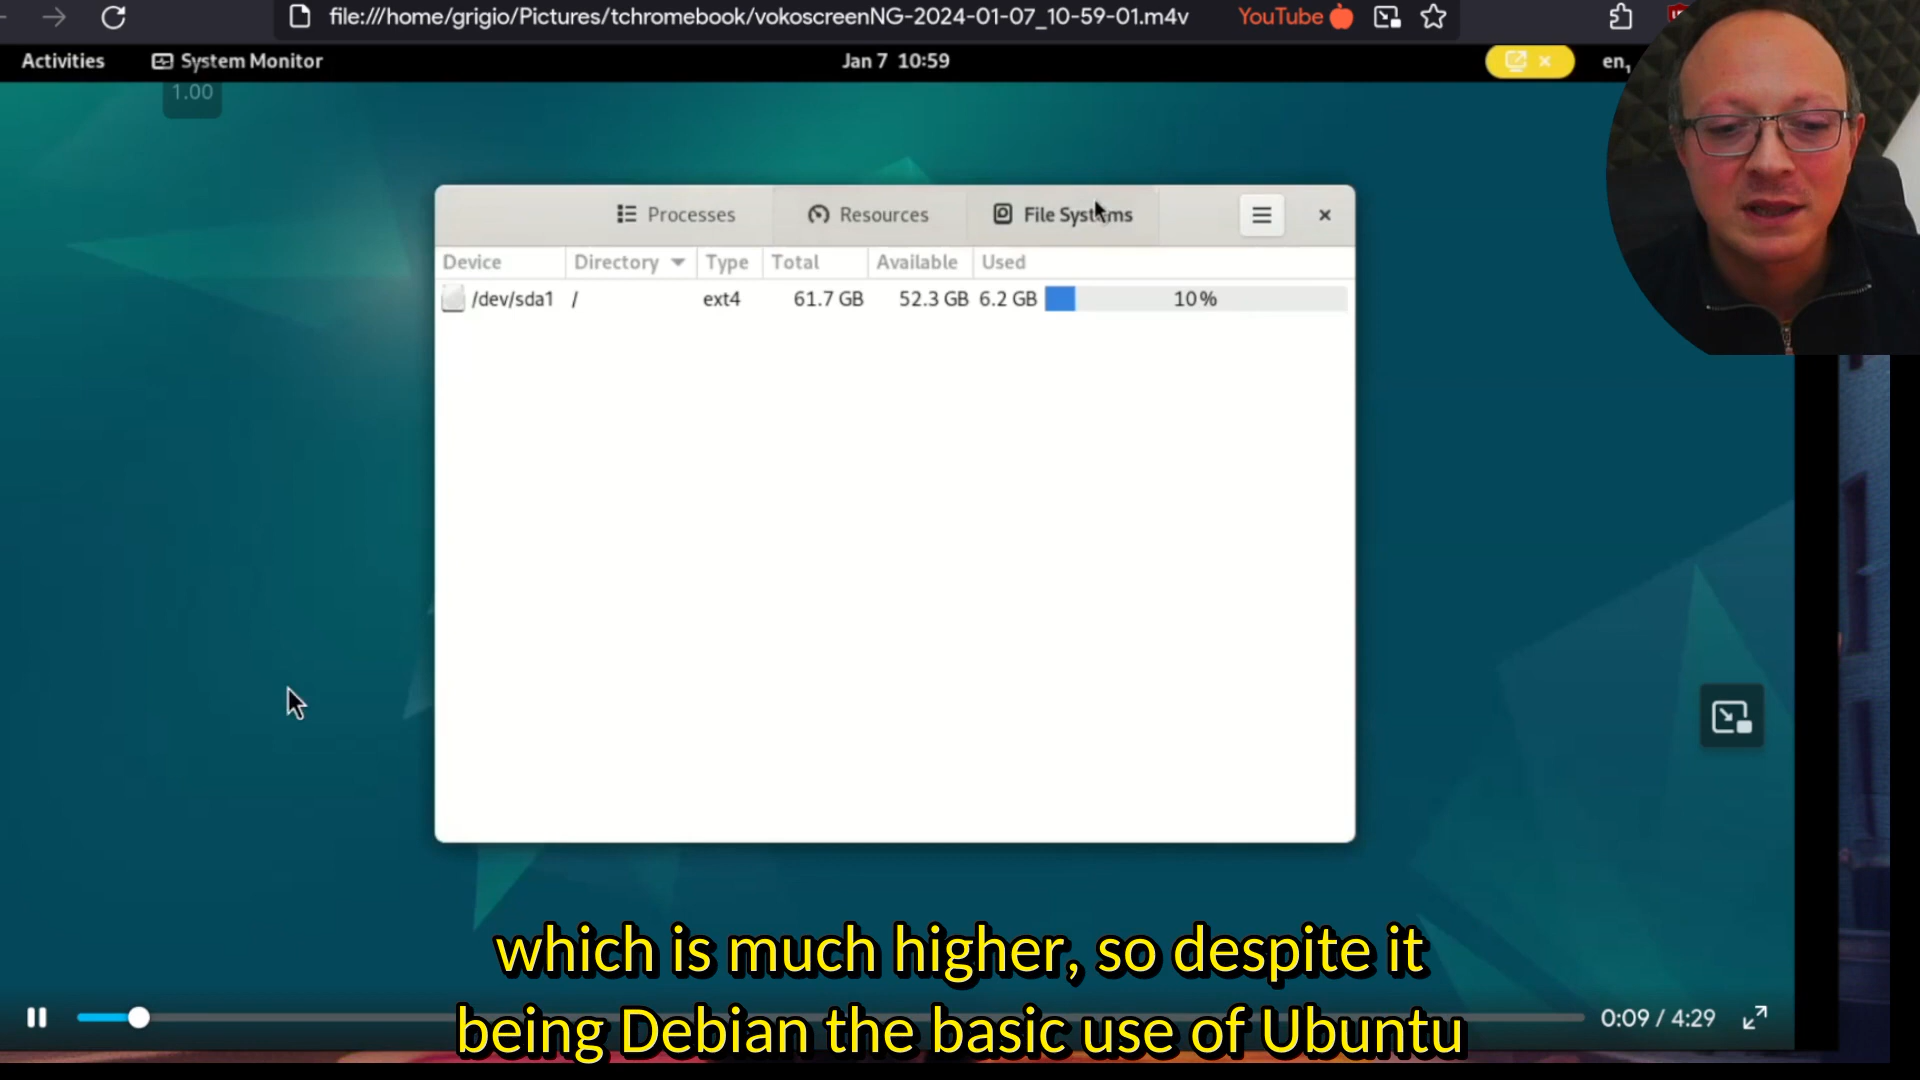 file:///home/grigio/Pictures/tchromebook/vokoscreenNG-2024-01-07_10-59-01.m4v YouTube
Activities System Monitor Jan 7 10:59 en,
1.00
Processes Resources File Systems
Device Directory Type Total Available Used
/dev/sda1 / ext4 61.7 GB 52.3 GB 6.2 GB 10%
which is much higher, so despite it
being Debian the basic use of Ubuntu
0:09 / 4:29